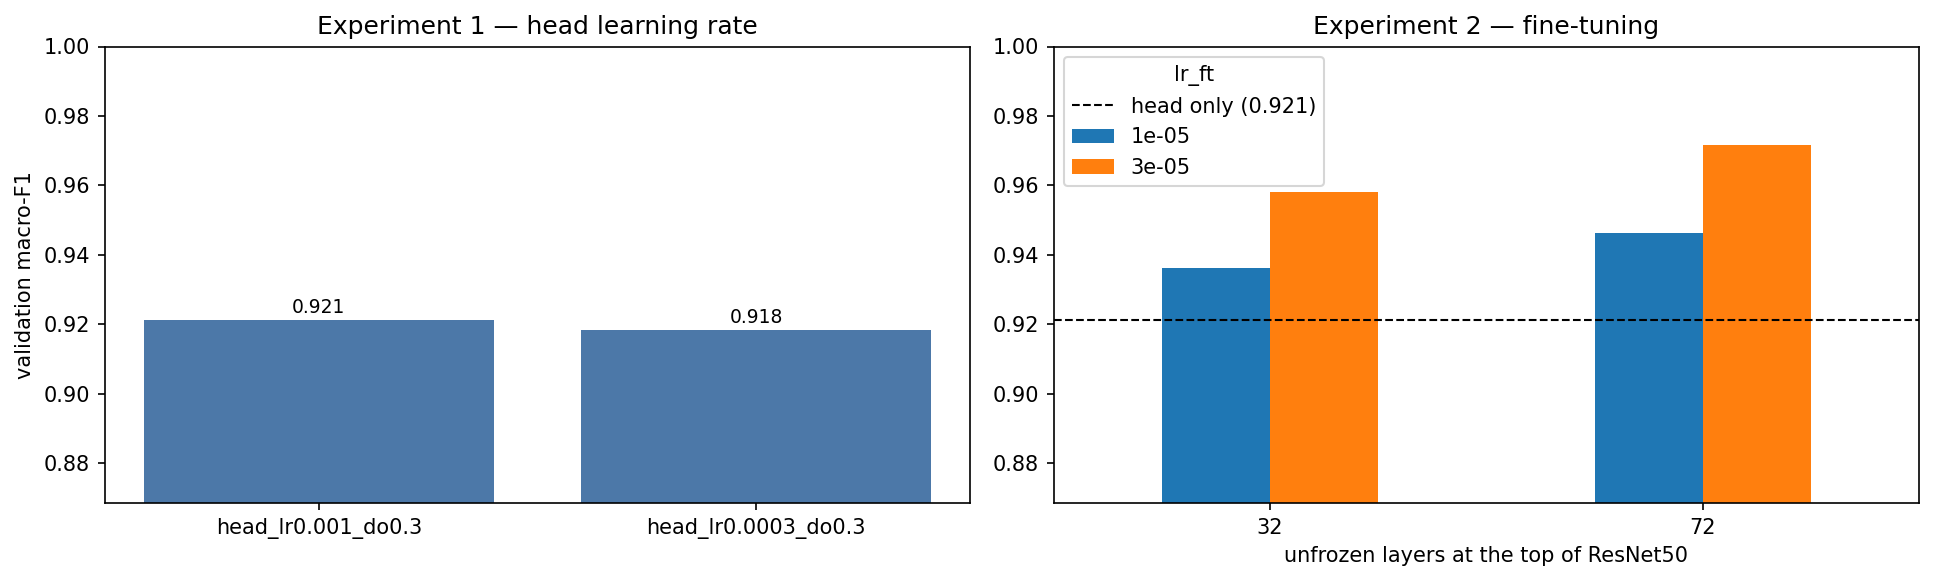 Experiment 1 — head learning rate
validation macro-F1
1.00
0.98
0.96
0.94
0.92
0.90
0.88
0.921
0.918
head_lr0.001_do0.3
head_lr0.0003_do0.3
Experiment 2 — fine-tuning
1.00
0.98
0.96
0.94
0.92
0.90
0.88
lr_ft
head only (0.921)
1e-05
3e-05
32
72
unfrozen layers at the top of ResNet50